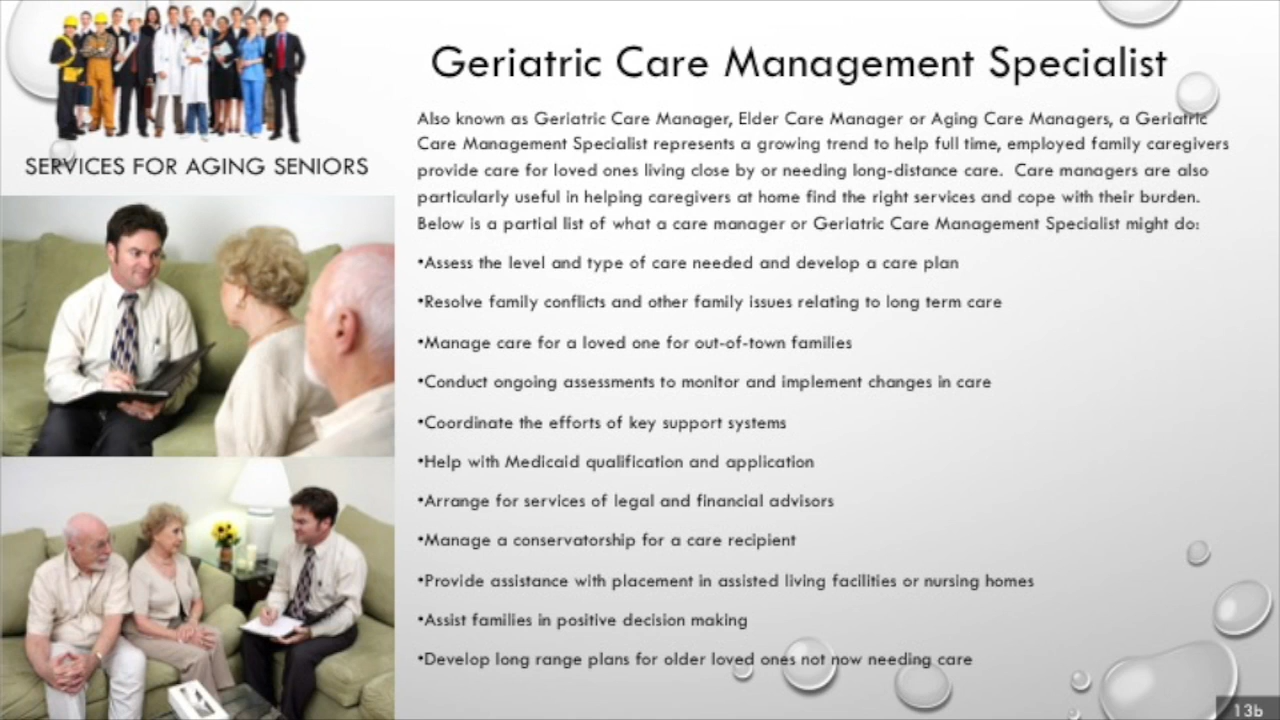 Geriatric Care Management Specialist
SERVICES FOR AGING SENIORS
Also known as Geriatric Care Manager, Elder Care Manager or Aging Care Managers, a Geriatric
Care Management Specialist represents a growing trend to help full time, employed family caregivers
provide care for loved ones living close by or needing long-distance care.  Care managers are also
particularly useful in helping caregivers at home find the right services and cope with their burden.
Below is a partial list of what a care manager or Geriatric Care Management Specialist might do:
•Assess the level and type of care needed and develop a care plan
•Resolve family conflicts and other family issues relating to long term care
•Manage care for a loved one for out-of-town families
•Conduct ongoing assessments to monitor and implement changes in care
•Coordinate the efforts of key support systems
•Help with Medicaid qualification and application
•Arrange for services of legal and financial advisors
•Manage a conservatorship for a care recipient
•Provide assistance with placement in assisted living facilities or nursing homes
•Assist families in positive decision making
•Develop long range plans for older loved ones not now needing care
13b